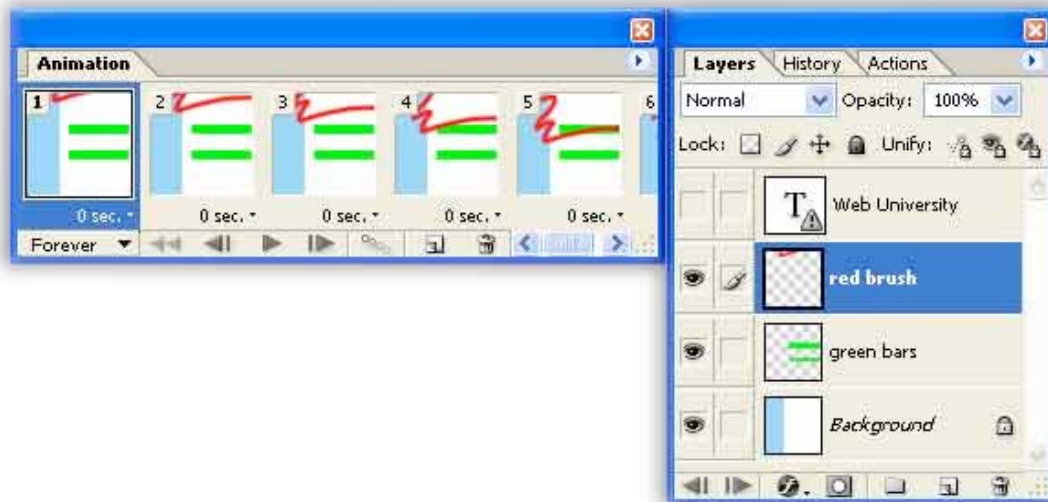 Animation
1 2 3 4 5 6
0 sec. 0 sec. 0 sec. 0 sec. 0 sec.
Forever
Layers History Actions
Normal Opacity: 100%
Lock: Unify:
T Web University
red brush
green bars
Background